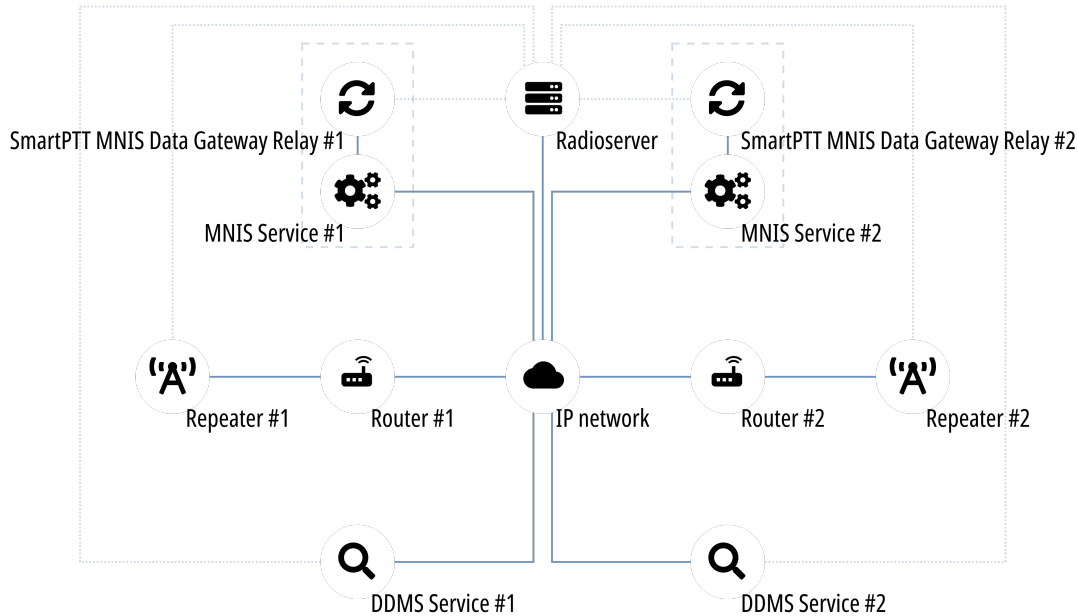 SmartPTT MNIS Data Gateway Relay #1
Radioserver
SmartPTT MNIS Data Gateway Relay #2
MNIS Service #1
MNIS Service #2
Repeater #1
Router #1
IP network
Router #2
Repeater #2
DDMS Service #1
DDMS Service #2